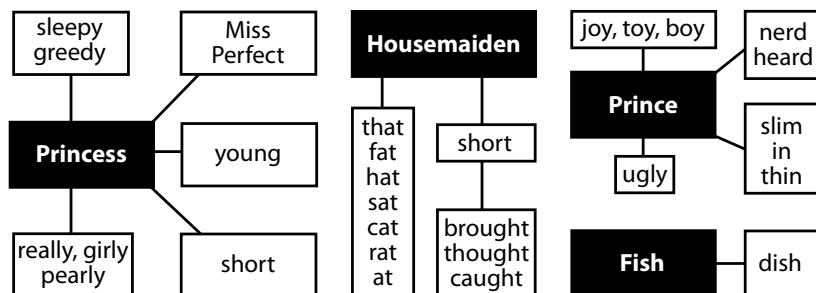 sleepy
greedy
Miss
Perfect
Princess
young
really, girly
pearly
short
Housemaiden
that
fat
hat
sat
cat
rat
at
short
brought
thought
caught
joy, toy, boy
nerd
heard
Prince
slim
in
thin
ugly
Fish
dish